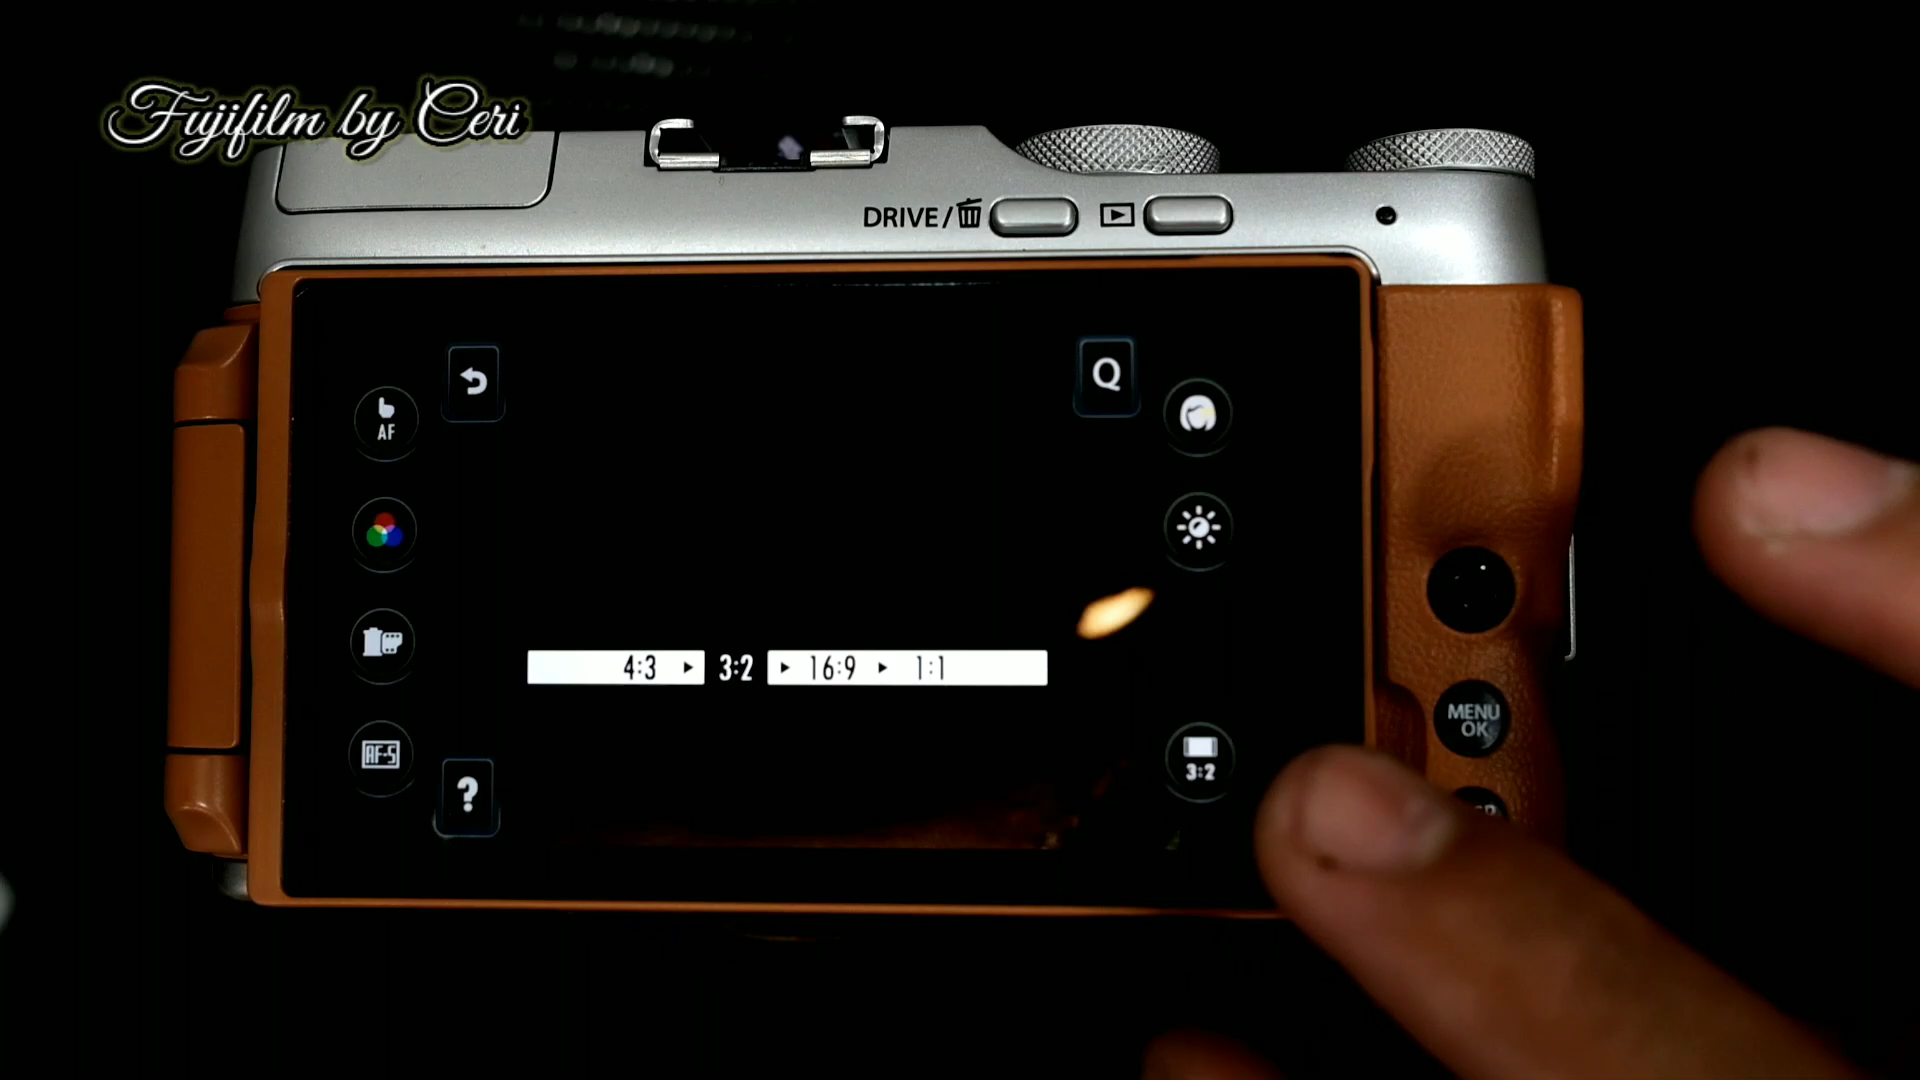 Fujifilm by Ceri
DRIVE/
Q
AF
4:3 3:2 16:9 1:1
AF-S
?
3:2
MENU
OK